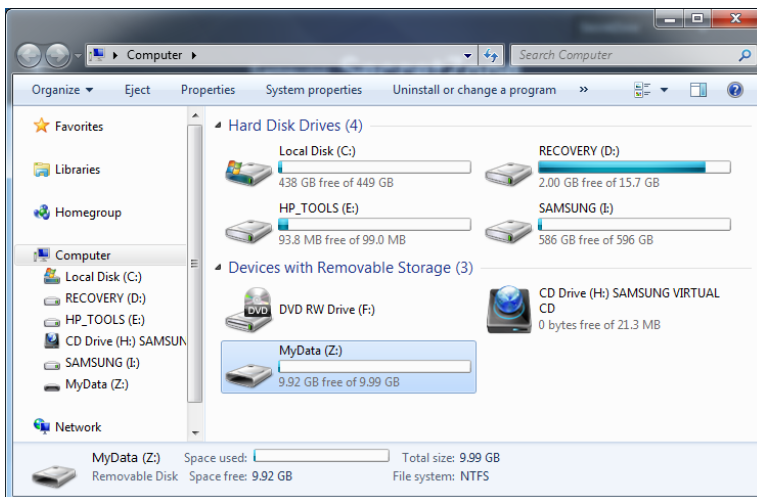 Computer
Search Computer
Organize Eject Properties System properties Uninstall or change a program »
Favorites
Libraries
Homegroup
Computer
Local Disk (C:)
RECOVERY (D:)
HP_TOOLS (E:)
CD Drive (H:) SAMSUN
SAMSUNG (I:)
MyData (Z:)
Network
Hard Disk Drives (4)
Local Disk (C:)
438 GB free of 449 GB
RECOVERY (D:)
2.00 GB free of 15.7 GB
HP_TOOLS (E:)
93.8 MB free of 99.0 MB
SAMSUNG (I:)
586 GB free of 596 GB
Devices with Removable Storage (3)
DVD
DVD RW Drive (F:)
CD Drive (H:) SAMSUNG VIRTUAL
CD
0 bytes free of 21.3 MB
MyData (Z:)
9.92 GB free of 9.99 GB
MyData (Z:) Space used: Total size: 9.99 GB
Removable Disk Space free: 9.92 GB File system: NTFS